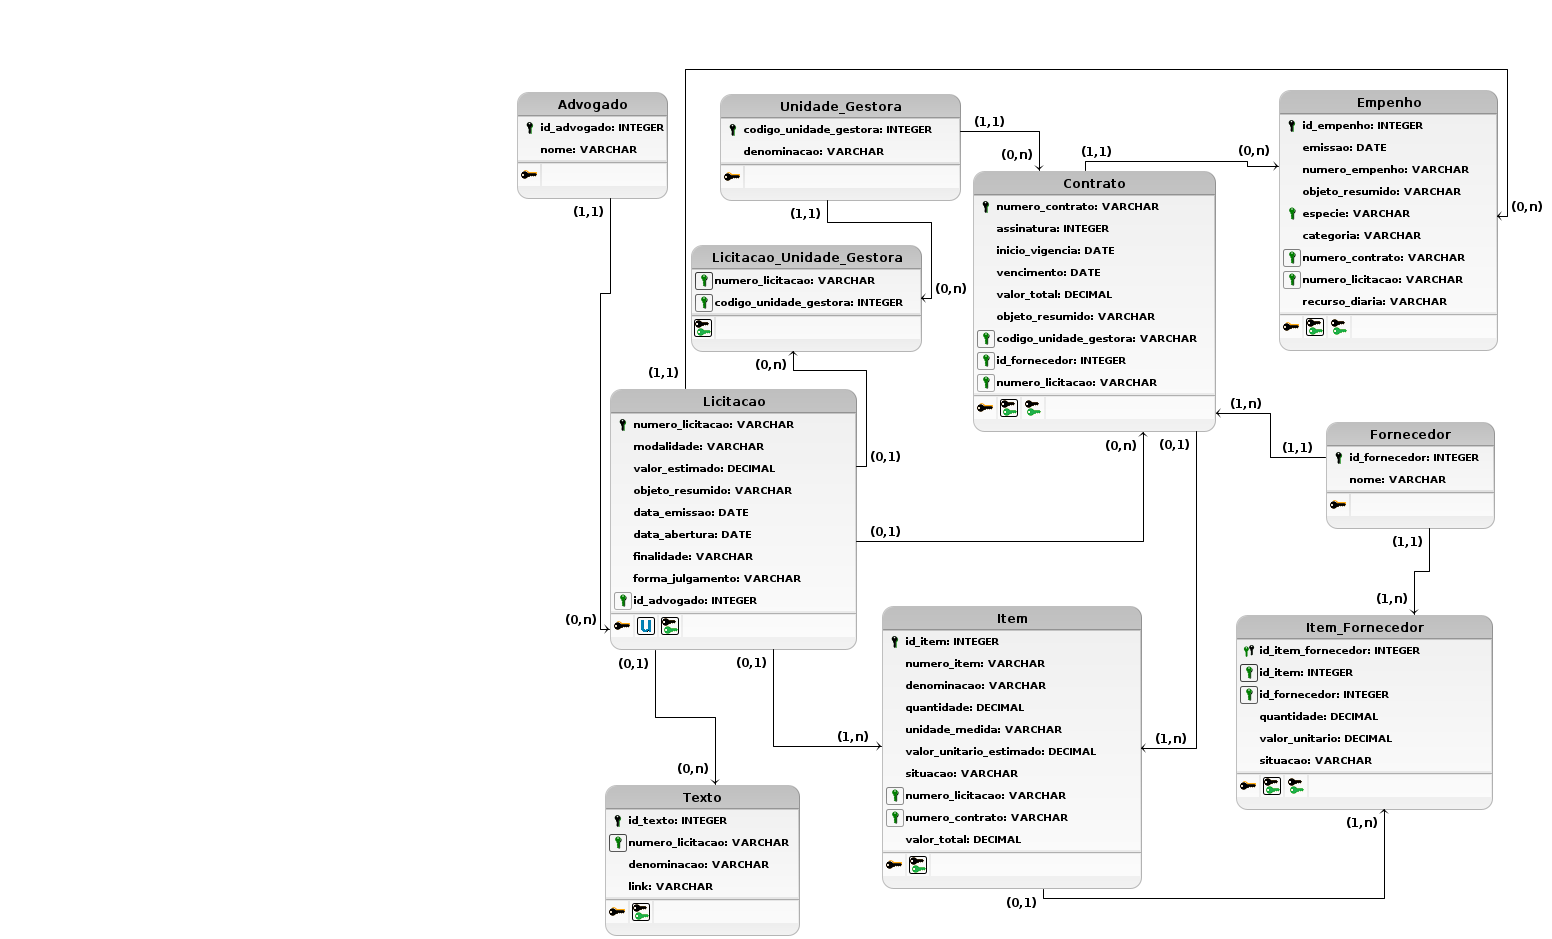 Advogado
id_advogado: INTEGER
nome: VARCHAR
(1,1)
(0,n)
Unidade_Gestora
codigo_unidade_gestora: INTEGER
denominacao: VARCHAR
(1,1)
(0,n)
(1,1)
(0,n)
Licitacao_Unidade_Gestora
numero_licitacao: VARCHAR
codigo_unidade_gestora: INTEGER
(0,n)
(0,1)
Contrato
numero_contrato: VARCHAR
assinatura: INTEGER
inicio_vigencia: DATE
vencimento: DATE
valor_total: DECIMAL
objeto_resumido: VARCHAR
codigo_unidade_gestora: VARCHAR
id_fornecedor: INTEGER
numero_licitacao: VARCHAR
(1,1)
(0,n)
Empenho
id_empenho: INTEGER
emissao: DATE
numero_empenho: VARCHAR
objeto_resumido: VARCHAR
especie: VARCHAR
categoria: VARCHAR
numero_contrato: VARCHAR
numero_licitacao: VARCHAR
recurso_diaria: VARCHAR
(0,n)
(1,1)
Licitacao
numero_licitacao: VARCHAR
modalidade: VARCHAR
valor_estimado: DECIMAL
objeto_resumido: VARCHAR
data_emissao: DATE
data_abertura: DATE
finalidade: VARCHAR
forma_julgamento: VARCHAR
id_advogado: INTEGER
U
(0,1)
(0,n)
(0,1)
(1,n)
(1,n)
(1,1)
Fornecedor
id_fornecedor: INTEGER
nome: VARCHAR
(1,1)
(1,n)
Item_Fornecedor
id_item_fornecedor: INTEGER
id_item: INTEGER
id_fornecedor: INTEGER
quantidade: DECIMAL
valor_unitario: DECIMAL
situacao: VARCHAR
(1,n)
(0,1)
Item
id_item: INTEGER
numero_item: VARCHAR
denominacao: VARCHAR
quantidade: DECIMAL
unidade_medida: VARCHAR
valor_unitario_estimado: DECIMAL
situacao: VARCHAR
numero_licitacao: VARCHAR
numero_contrato: VARCHAR
valor_total: DECIMAL
(0,1)
(1,n)
(0,1)
(0,n)
Texto
id_texto: INTEGER
numero_licitacao: VARCHAR
denominacao: VARCHAR
link: VARCHAR